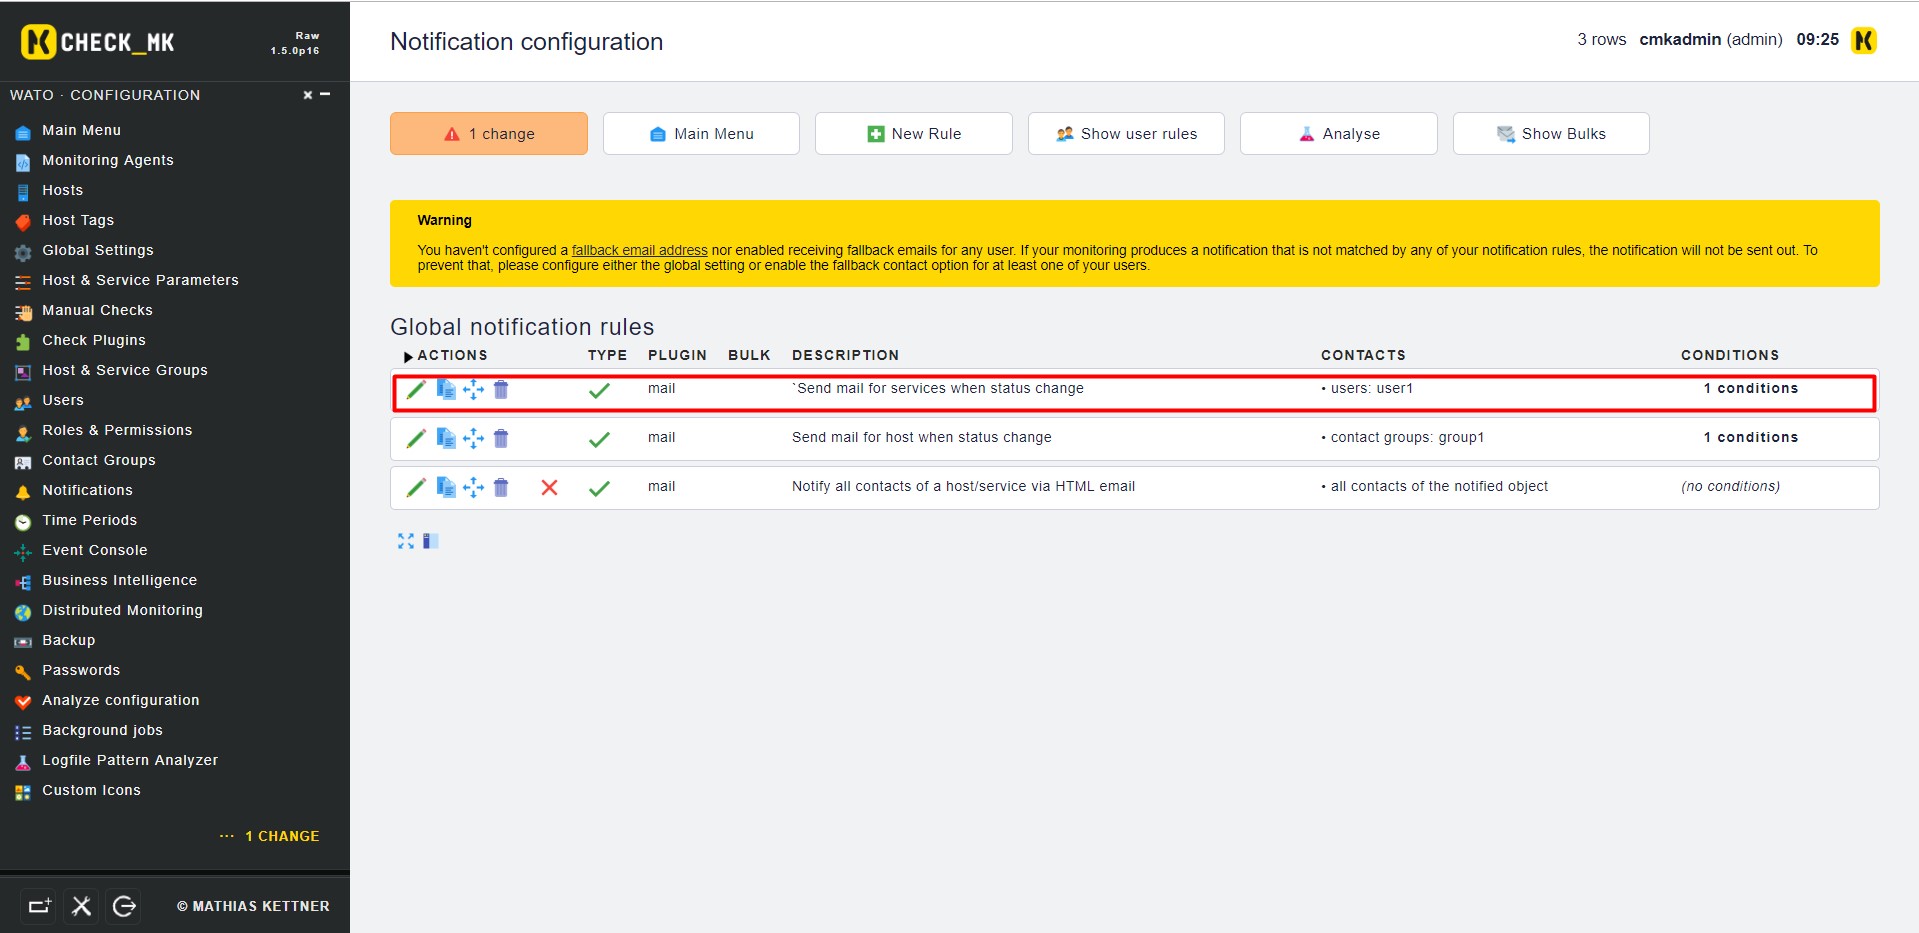 CHECK_MK
Raw
1.5.0p16
Notification configuration
3 rows cmkadmin (admin) 09:25
WATO · CONFIGURATION
Main Menu
Monitoring Agents
Hosts
Host Tags
Global Settings
Host & Service Parameters
Manual Checks
Check Plugins
Host & Service Groups
Users
Roles & Permissions
Contact Groups
Notifications
Time Periods
Event Console
Business Intelligence
Distributed Monitoring
Backup
Passwords
Analyze configuration
Background jobs
Logfile Pattern Analyzer
Custom Icons
··· 1 CHANGE
© MATHIAS KETTNER
1 change
Main Menu
New Rule
Show user rules
Analyse
Show Bulks
Warning
You haven't configured a fallback email address nor enabled receiving fallback emails for any user. If your monitoring produces a notification that is not matched by any of your notification rules, the notification will not be sent out. To
prevent that, please configure either the global setting or enable the fallback contact option for at least one of your users.
Global notification rules
ACTIONS TYPE PLUGIN BULK DESCRIPTION CONTACTS CONDITIONS
mail `Send mail for services when status change • users: user1 1 conditions
mail Send mail for host when status change • contact groups: group1 1 conditions
mail Notify all contacts of a host/service via HTML email • all contacts of the notified object (no conditions)